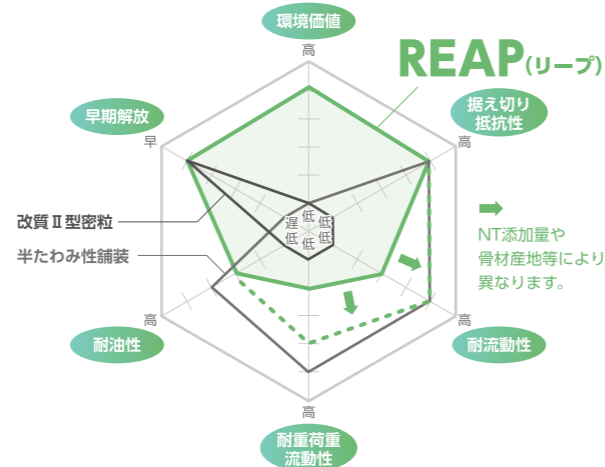 環境価値
高
REAP(リープ)
早期解放
早
据え切り
抵抗性
高
改質Ⅱ型密粒
半たわみ性舗装
低
遅
低
低
低
低
NT添加量や
骨材産地等により
異なります。
高
耐油性
高
耐流動性
高
耐重荷重
流動性